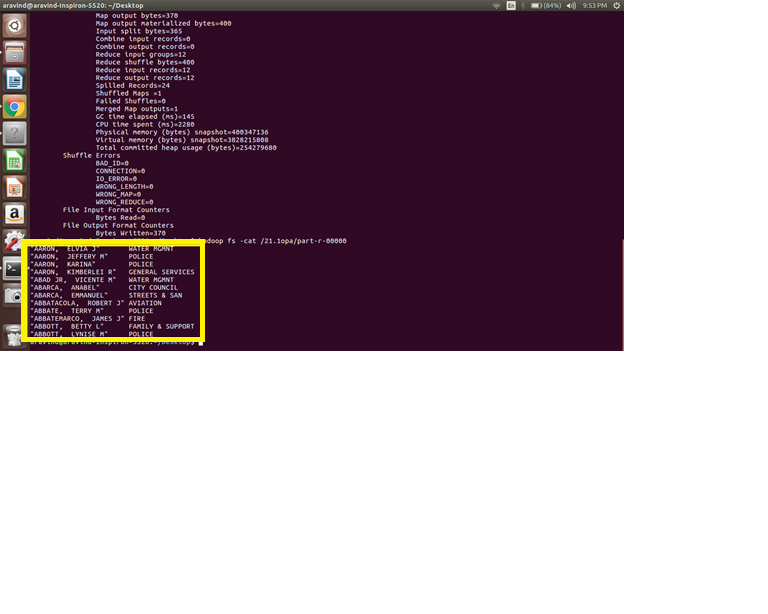 aravind@aravind-Inspiron-5520: ~/Desktop En (84%) 9:53 PM
Map output bytes=370
Map output materialized bytes=400
Input split bytes=365
Combine input records=0
Combine output records=0
Reduce input groups=12
Reduce shuffle bytes=400
Reduce input records=12
Reduce output records=12
Spilled Records=24
Shuffled Maps =1
Failed Shuffles=0
Merged Map outputs=1
GC time elapsed (ms)=145
CPU time spent (ms)=2280
Physical memory (bytes) snapshot=400347136
Virtual memory (bytes) snapshot=3828215808
Total committed heap usage (bytes)=254279680
Shuffle Errors
BAD_ID=0
CONNECTION=0
IO_ERROR=0
WRONG_LENGTH=0
WRONG_MAP=0
WRONG_REDUCE=0
File Input Format Counters
Bytes Read=0
File Output Format Counters
Bytes Written=370
fs -cat /21.1opa/part-r-00000
"AARON,  ELVIA J" WATER MGMNT
"AARON,  JEFFERY M" POLICE
"AARON,  KARINA" POLICE
"AARON,  KIMBERLEI R" GENERAL SERVICES
"ABAD JR,  VICENTE M" WATER MGMNT
"ABARCA,  ANABEL" CITY COUNCIL
"ABARCA,  EMMANUEL" STREETS & SAN
"ABBATACOLA,  ROBERT J" AVIATION
"ABBATE,  TERRY M" POLICE
"ABBATEMARCO,  JAMES J" FIRE
"ABBOTT,  BETTY L" FAMILY & SUPPORT
"ABBOTT,  LYNISE M" POLICE
aravind@aravind-Inspiron-5520:~/Desktop$